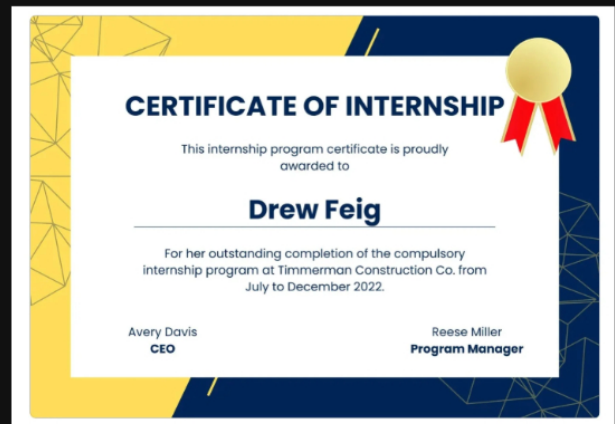 CERTIFICATE OF INTERNSHIP
This internship program certificate is proudly
awarded to
Drew Feig
For her outstanding completion of the compulsory
internship program at Timmerman Construction Co. from
July to December 2022.
Avery Davis
CEO
Reese Miller
Program Manager